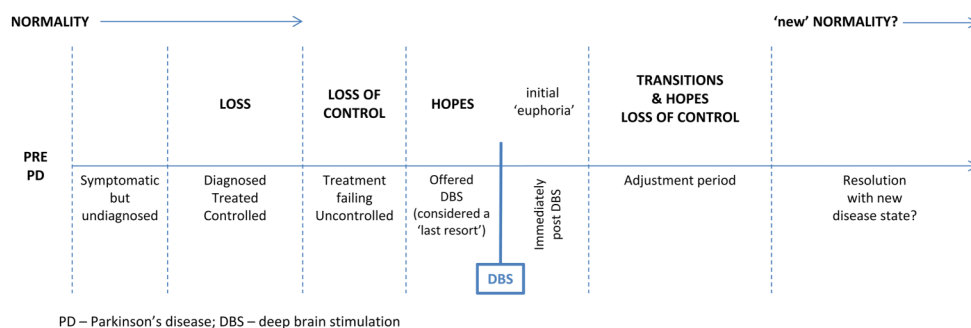 NORMALITY
‘new’ NORMALITY?
LOSS
LOSS OF
CONTROL
HOPES
initial
‘euphoria’
TRANSITIONS
& HOPES
LOSS OF CONTROL
PRE
PD
Symptomatic
but
undiagnosed
Diagnosed
Treated
Controlled
Treatment
failing
Uncontrolled
Offered
DBS
(considered a
‘last resort’)
Immediately
post DBS
Adjustment period
Resolution
with new
disease state?
DBS
PD – Parkinson’s disease; DBS – deep brain stimulation